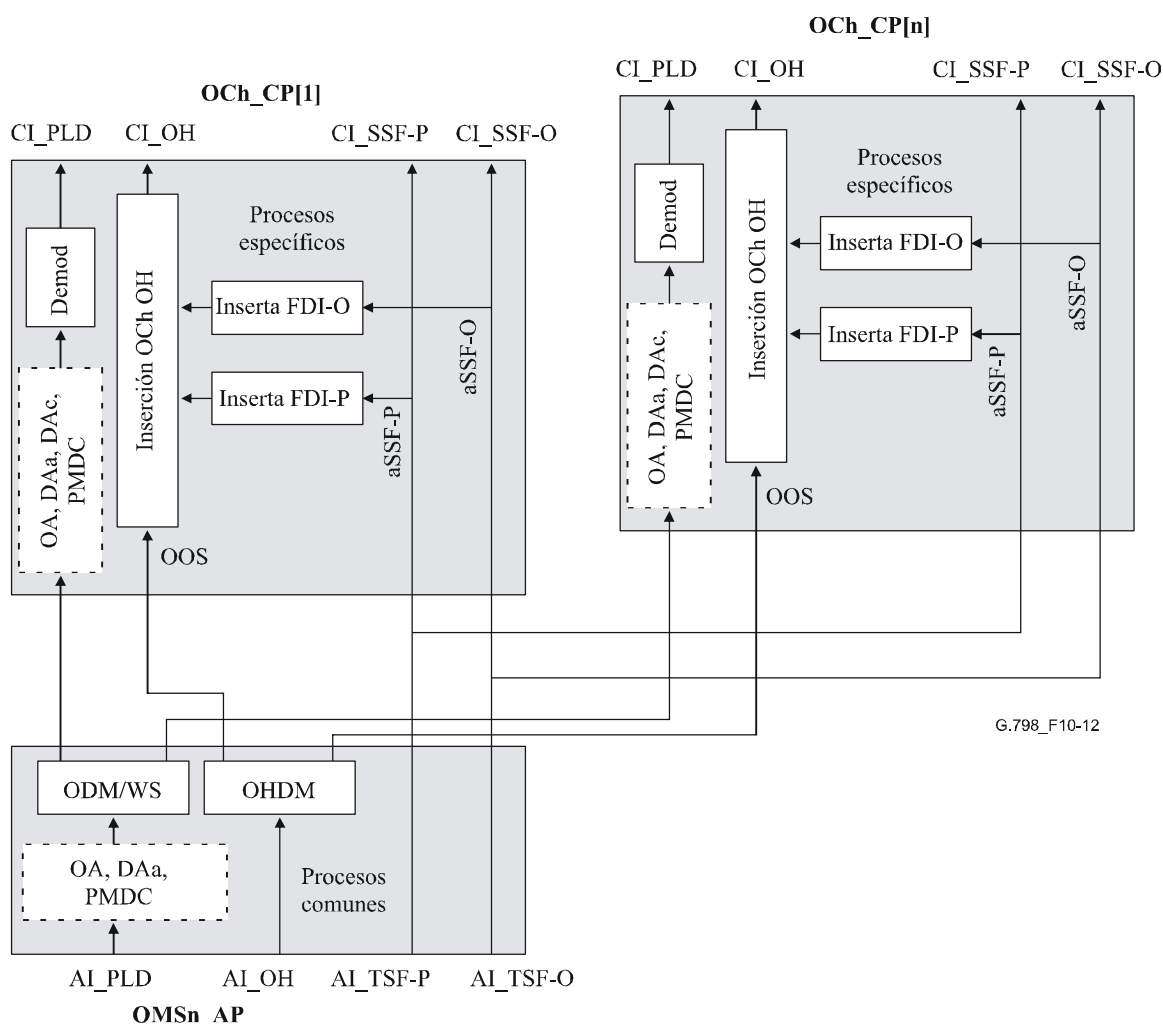 OCh_CP[n]
CI_PLD CI_OH CI_SSF-P CI_SSF-O
OCh_CP[1]
CI_PLD CI_OH CI_SSF-P CI_SSF-O
Procesos
específicos
Demod
Inserción OCh OH
Inserta FDI-O
Inserta FDI-P
aSSF-O
aSSF-P
OA, DAa, DAc,
PMDC
OOS
Procesos
específicos
Demod
Inserción OCh OH
Inserta FDI-O
Inserta FDI-P
aSSF-O
aSSF-P
OA, DAa, DAc,
PMDC
OOS
G.798_F10-12
ODM/WS
OHDM
OA, DAa,
PMDC
Procesos
comunes
AI_PLD AI_OH AI_TSF-P AI_TSF-O
OMSn_AP